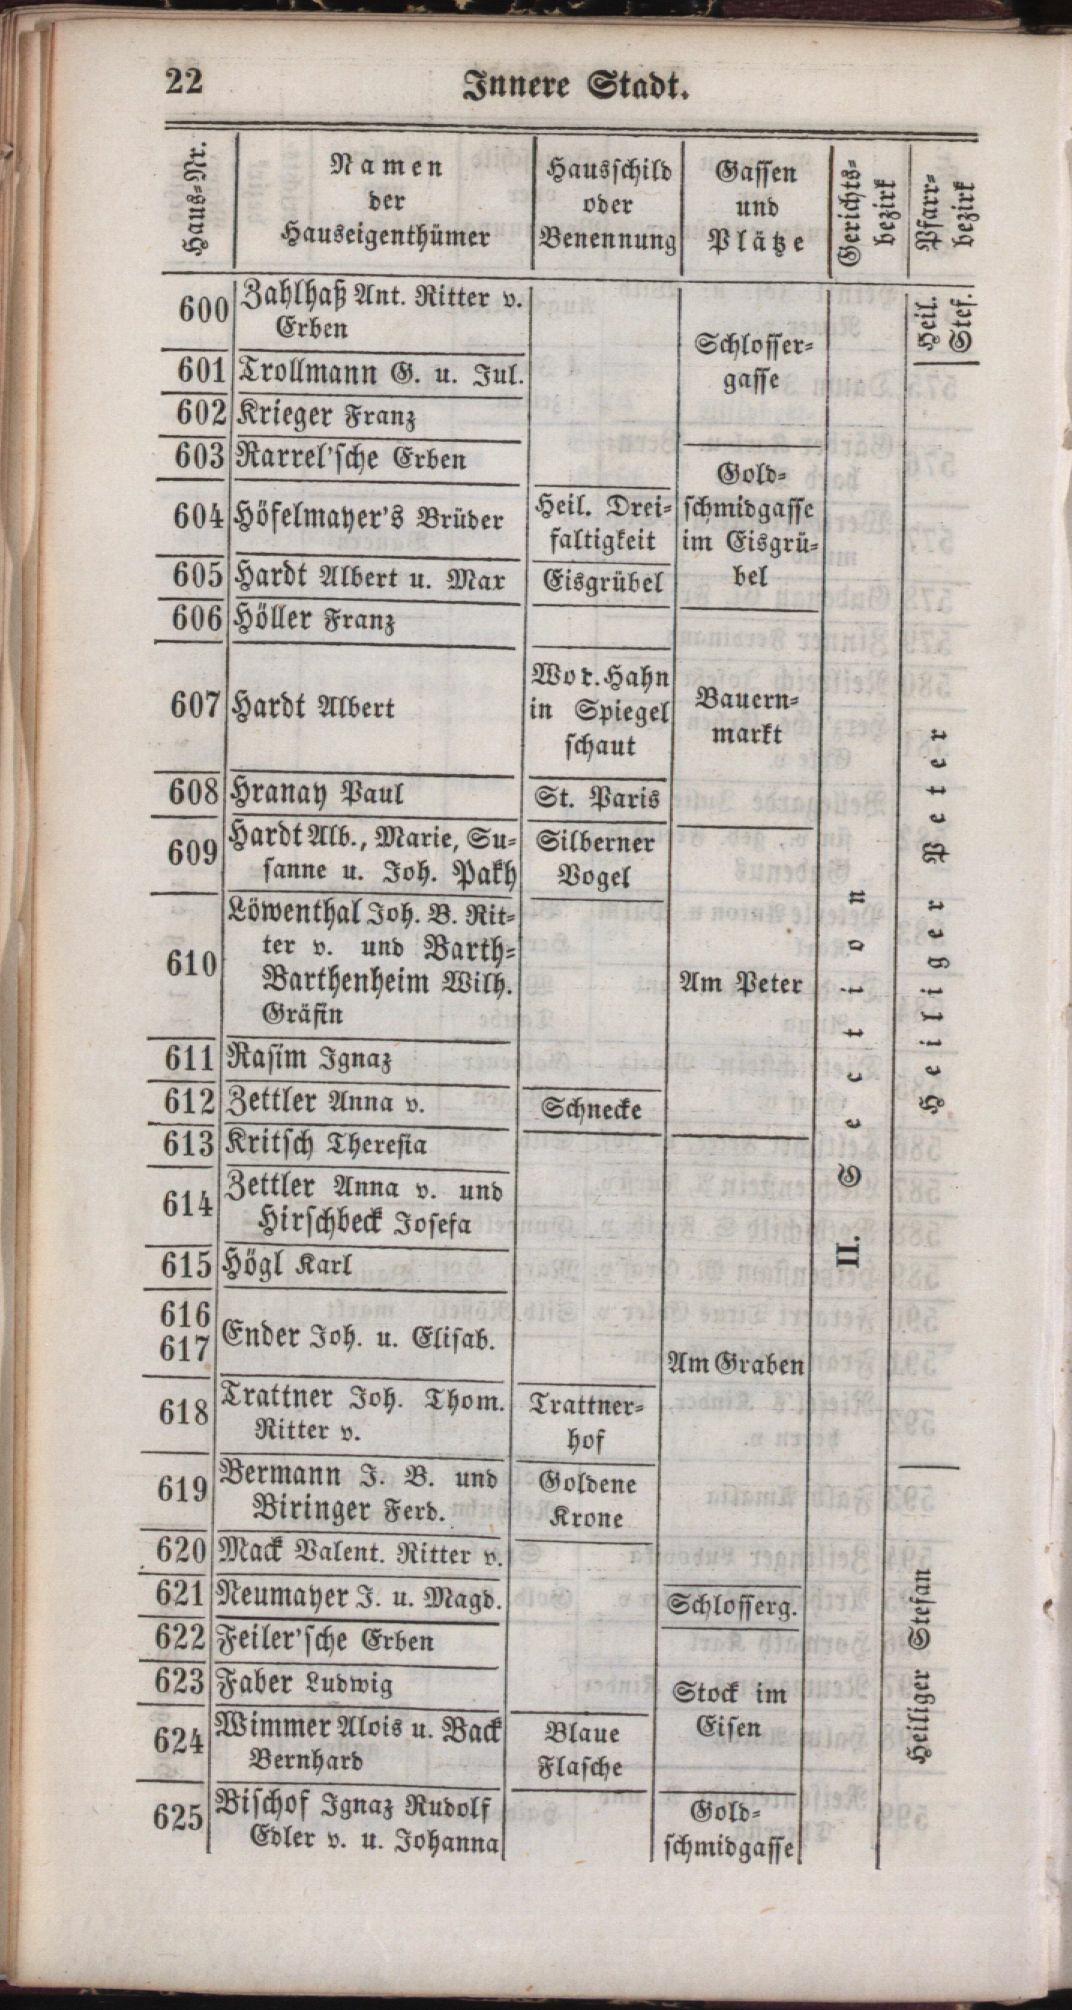 22
Innere Stadt.
Haus-Nr.
Namen
der
Hauseigenthümer
Hausschild
oder
Benennung
Gassen
und
Plätze
Gerichts-
bezirk
Pfarr-
bezirk
600 Zahlhaß Ant. Ritter v.
Erben
601 Trollmann G. u. Jul.
Schlosser-
gasse
Heil.
Stef.
602 Krieger Franz
603 Rarrel'sche Erben
604 Höfelmayer's Brüder
Heil. Drei-
faltigkeit
Gold-
schmidgasse
im Eisgrü-
bel
605 Hardt Albert u. Max
Eisgrübel
606 Höller Franz
607 Hardt Albert
Wo r. Hahn
in Spiegel
schaut
Bauern-
markt
608 Hranay Paul
St. Paris
609 Hardt Alb., Marie, Su-
sanne u. Joh. Pakh
Silberner
Vogel
610 Löwenthal Joh. B. Rit-
ter v. und Barth-
Barthenheim Wilh.
Gräfin
Am Peter
611 Rasim Ignaz
612 Zettler Anna v.
Schnecke
613 Kritsch Theresia
614 Zettler Anna v. und
Hirschbeck Josefa
615 Högl Karl
616
617
Ender Joh. u. Elisab.
Am Graben
618 Trattner Joh. Thom.
Ritter v.
Trattner-
hof
619 Bermann J. B. und
Biringer Ferd.
Goldene
Krone
620 Mack Valent. Ritter v.
621 Neumayer J. u. Magd.
Schlosserg.
622 Feiler'sche Erben
623 Faber Ludwig
Stock im
Eisen
624 Wimmer Alois u. Back
Bernhard
Blaue
Flasche
625 Bischof Ignaz Rudolf
Edler v. u. Johanna
Gold-
schmidgasse
II. Section
Heiliger Peter
Heiliger Stefan